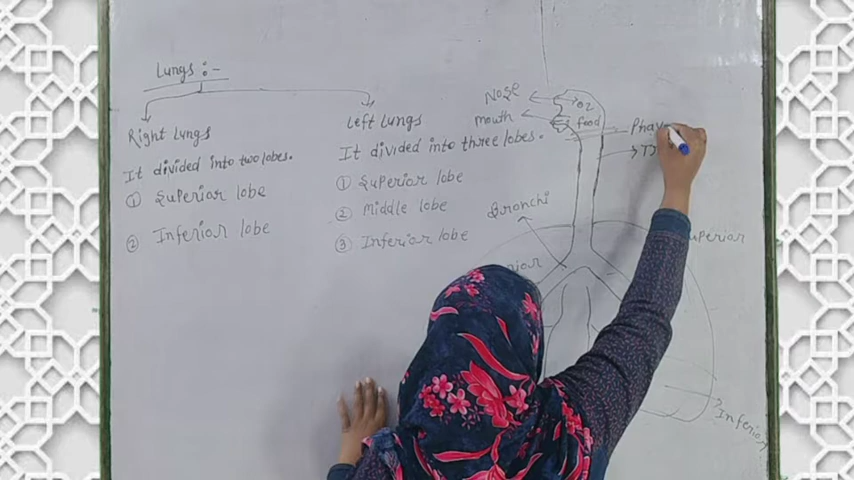 Lungs :-
Right Lungs
It divided into two lobes.
① Superior lobe
② Inferior lobe
Left Lungs
It divided into three lobes.
① Superior lobe
② Middle lobe
③ Inferior lobe
Nose
mouth
O2
food
Bronchi
Inferior